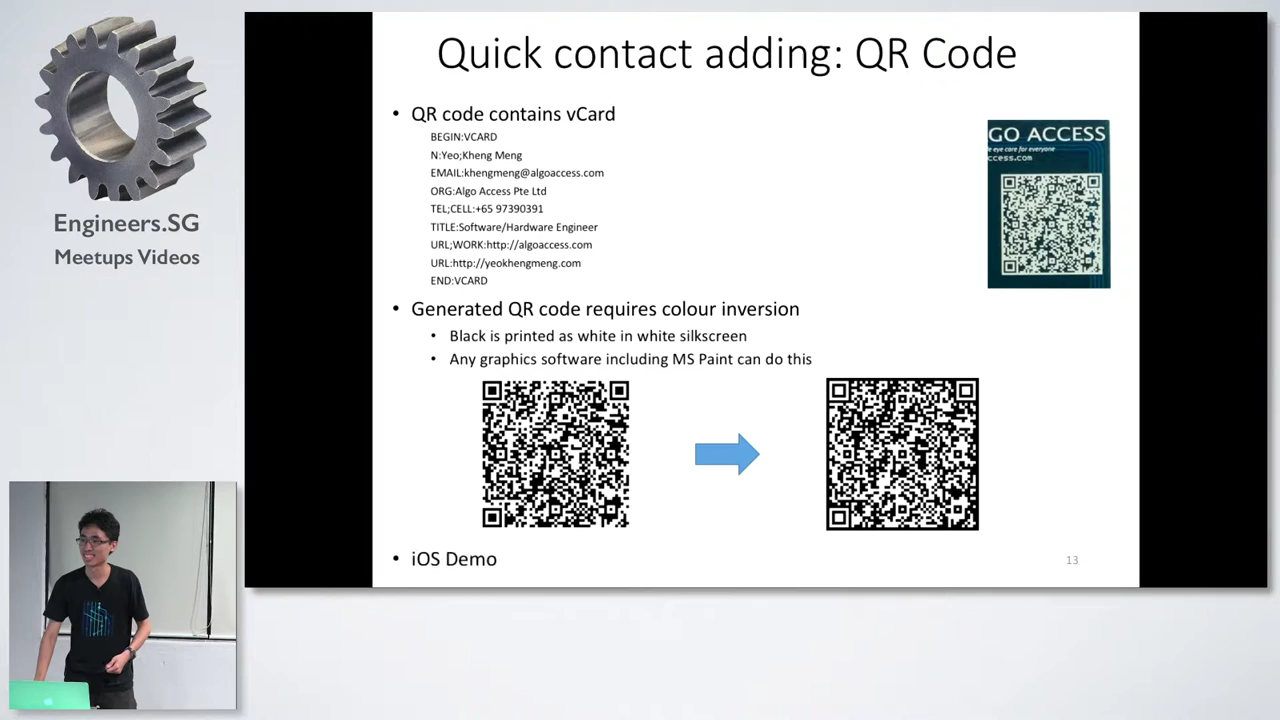 Engineers.SG
Meetups Videos
Quick contact adding: QR Code
• QR code contains vCard
BEGIN:VCARD
N:Yeo;Kheng Meng
EMAIL:khengmeng@algoaccess.com
ORG:Algo Access Pte Ltd
TEL;CELL:+65 97390391
TITLE:Software/Hardware Engineer
URL;WORK:http://algoaccess.com
URL:http://yeokhengmeng.com
END:VCARD
GO ACCESS
e eye care for everyone
ccess.com
• Generated QR code requires colour inversion
• Black is printed as white in white silkscreen
• Any graphics software including MS Paint can do this
• iOS Demo
13